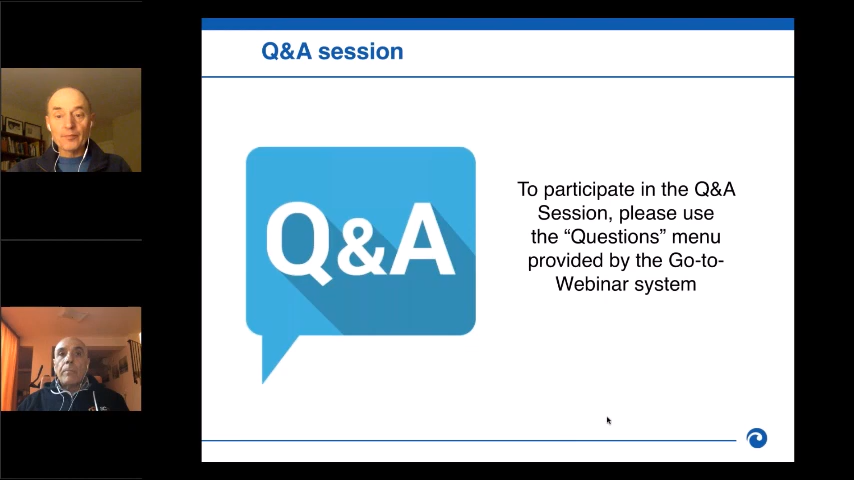 Q&A session
Q&A
To participate in the Q&A
Session, please use
the “Questions” menu
provided by the Go-to-
Webinar system